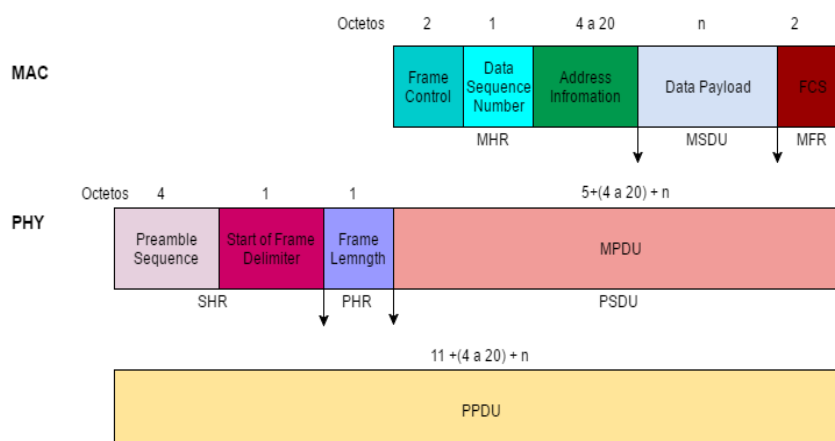 Octetos 2 1 4 a 20 n 2
MAC
Frame Control
Data Sequence Number
Address Infromation
Data Payload
FCS
MHR MSDU MFR
Octetos 4 1 1 5+(4 a 20) + n
PHY
Preamble Sequence
Start of Frame Delimiter
Frame Lemngth
MPDU
SHR PHR PSDU
11 +(4 a 20) + n
PPDU